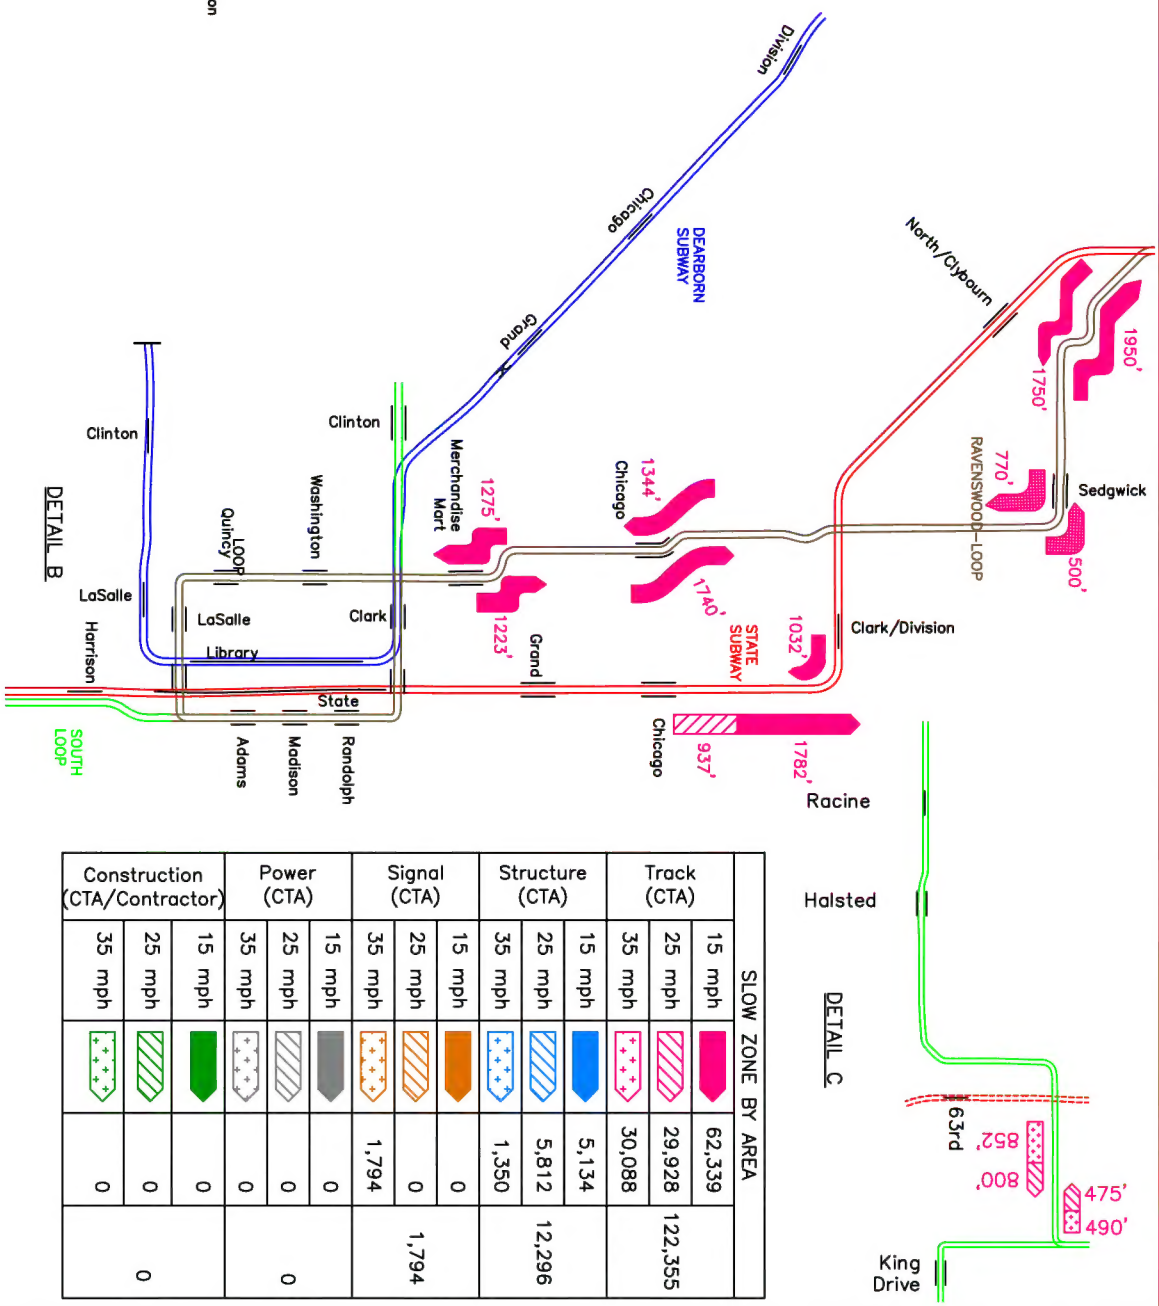 on
Division
Chicago
DEARBORN
SUBWAY
Grand
North/Clybourn
1950'
1750'
RAVENSWOOD-LOOP
770'
Sedgwick
500'
Clinton
Clinton
Merchandise
Mart
1275'
1344'
Chicago
1740'
1223'
Washington
LOOP
Quincy
DETAIL B
LaSalle
LaSalle
Clark
Library
Harrison
State
Grand
STATE
SUBWAY
1032'
Clark/Division
Chicago
937'
1782'
SOUTH
LOOP
Adams
Madison
Randolph
Racine
Halsted
DETAIL C
63rd
852'
800'
475'
490'
King
Drive
SLOW ZONE BY AREA
Track
(CTA)
15 mph 62,339
25 mph 29,928
35 mph 30,088
122,355
Structure
(CTA)
15 mph 5,134
25 mph 5,812
35 mph 1,350
12,296
Signal
(CTA)
15 mph 0
25 mph 0
35 mph 1,794
1,794
Power
(CTA)
15 mph 0
25 mph 0
35 mph 0
0
Construction
(CTA/Contractor)
15 mph 0
25 mph 0
35 mph 0
0